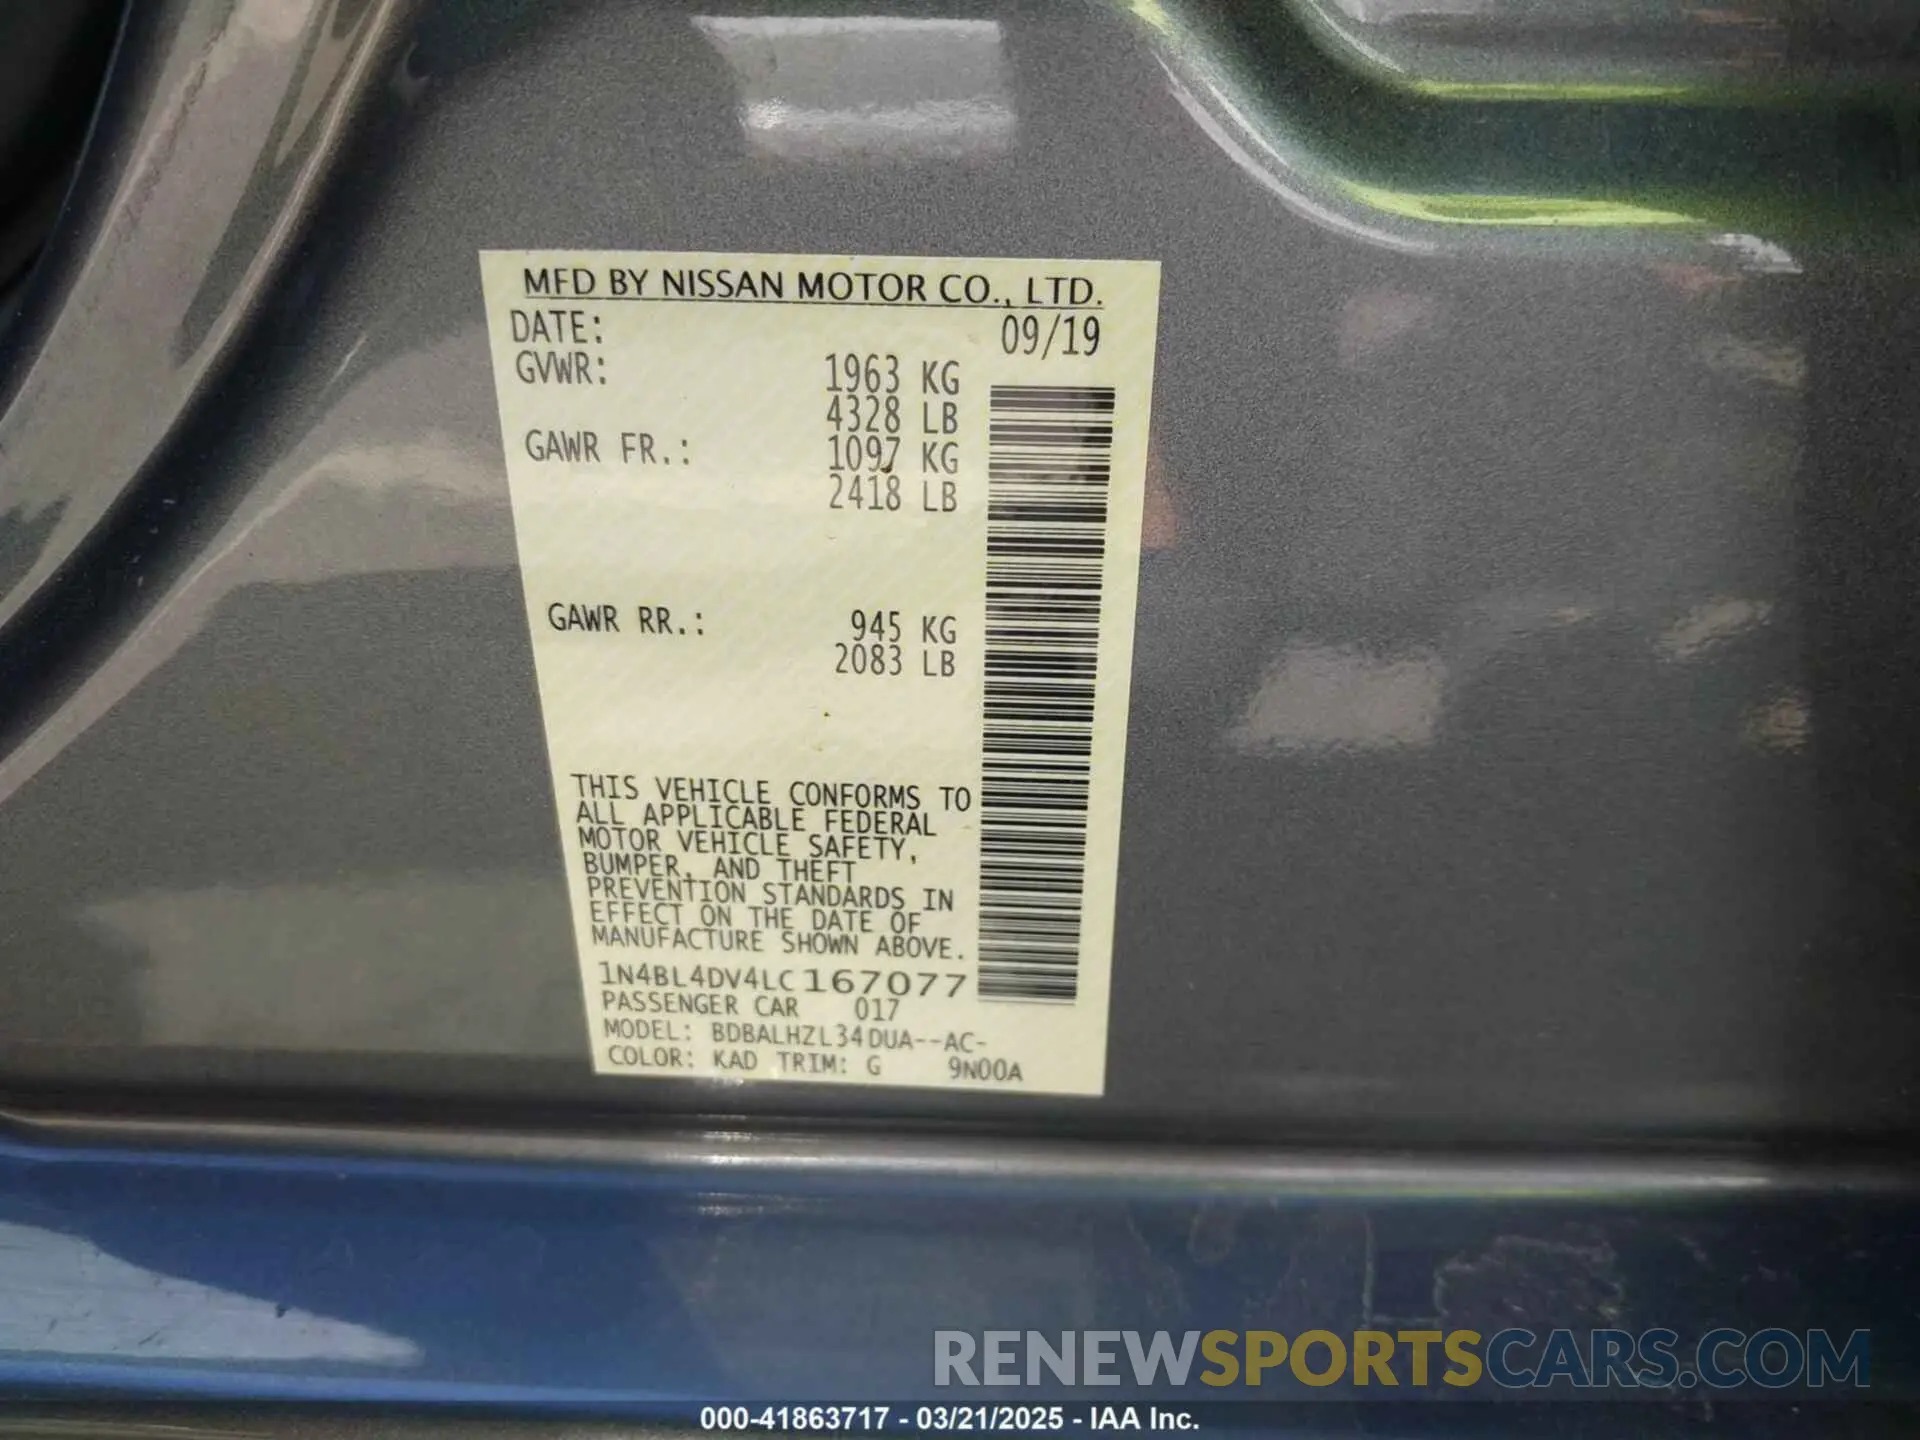 MFD BY NISSAN MOTOR CO., LTD.
DATE: 09/19
GVWR: 1963 KG
4328 LB
GAWR FR.: 1097 KG
2418 LB
GAWR RR.: 945 KG
2083 LB
THIS VEHICLE CONFORMS TO
ALL APPLICABLE FEDERAL
MOTOR VEHICLE SAFETY,
BUMPER, AND THEFT
PREVENTION STANDARDS IN
EFFECT ON THE DATE OF
MANUFACTURE SHOWN ABOVE.
1N4BL4DV4LC167077
PASSENGER CAR 017
MODEL: BDBALHZL34DUA--AC-
COLOR: KAD TRIM: G 9N00A
RENEWSPORTSCARS.COM
000-41863717 - 03/21/2025 - IAA Inc.